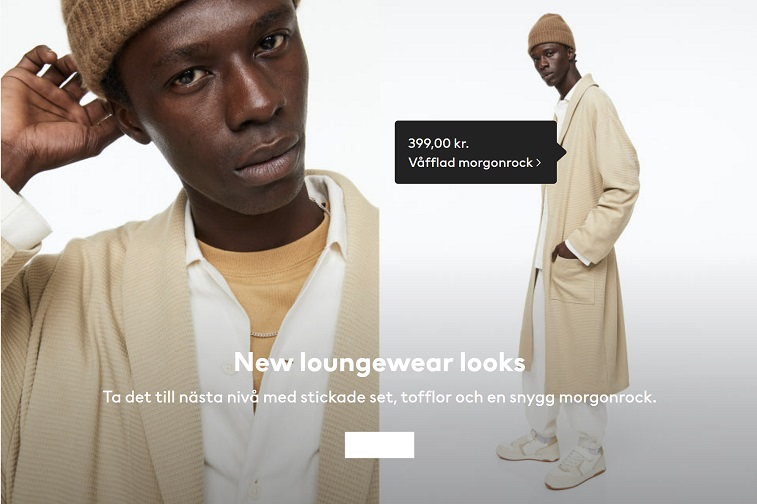 399,00 kr.
Våfflad morgonrock >
New loungewear looks
Ta det till nästa nivå med stickade set, tofflor och en snygg morgonrock.